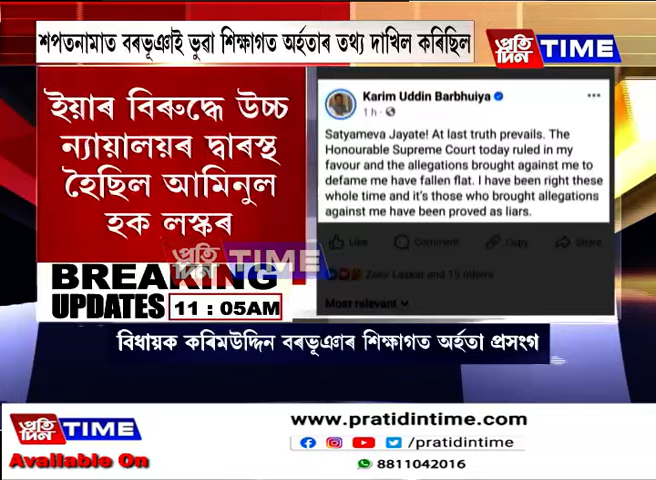 শপতনামাত বৰভূঞাই ভুৱা শিক্ষাগত অৰ্হতাৰ তথ্য দাখিল কৰিছিল
প্ৰতিদিন TIME
ইয়াৰ বিৰুদ্ধে উচ্চ
ন্যায়ালয়ৰ দ্বাৰস্থ
হৈছিল আমিনুল
হক লস্কৰ
Karim Uddin Barbhuiya
1 h ·
Satyameva Jayate! At last truth prevails. The
Honourable Supreme Court today ruled in my
favour and the allegations brought against me to
defame me have fallen flat. I have been right these
whole time and it's those who brought allegations
against me have been proved as liars.
Like Comment Copy Share
Zakir Laskar and 15 others
Most relevant
প্ৰতিদিন TIME
BREAKING
UPDATES 11 : 05AM
বিধায়ক কৰিমউদ্দিন বৰভূঞাৰ শিক্ষাগত অৰ্হতা প্ৰসংগ
প্ৰতিদিন TIME
Available On
www.pratidintime.com
/pratidintime
8811042016